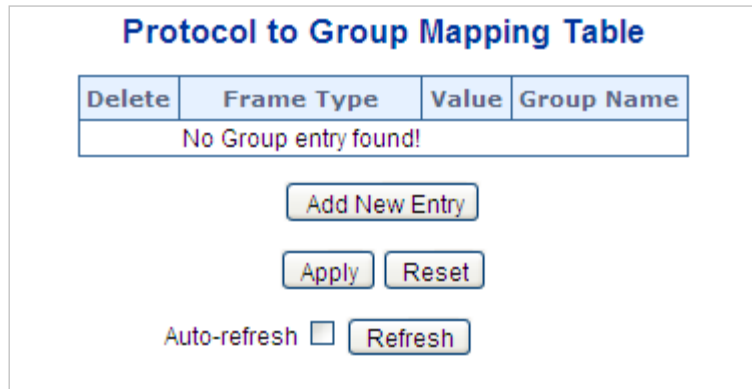 Protocol to Group Mapping Table
Delete Frame Type Value Group Name
No Group entry found!
Add New Entry
Apply Reset
Auto-refresh Refresh